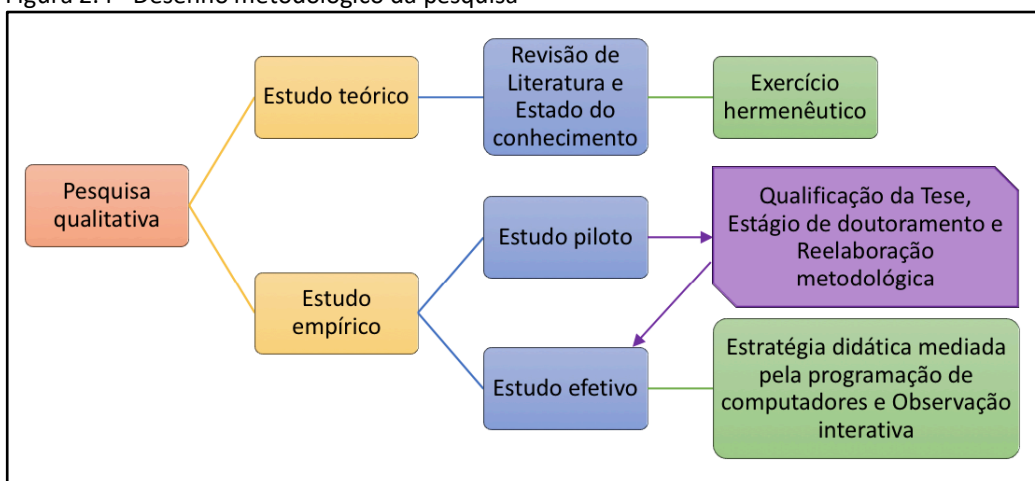 Figura 2.4 - Desenho metodológico da pesquisa
Pesquisa
qualitativa
Estudo teórico
Revisão de
Literatura e
Estado do
conhecimento
Exercício
hermenêutico
Estudo
empírico
Estudo piloto
Qualificação da Tese,
Estágio de doutoramento e
Reelaboração
metodológica
Estudo efetivo
Estratégia didática mediada
pela programação de
computadores e Observação
interativa